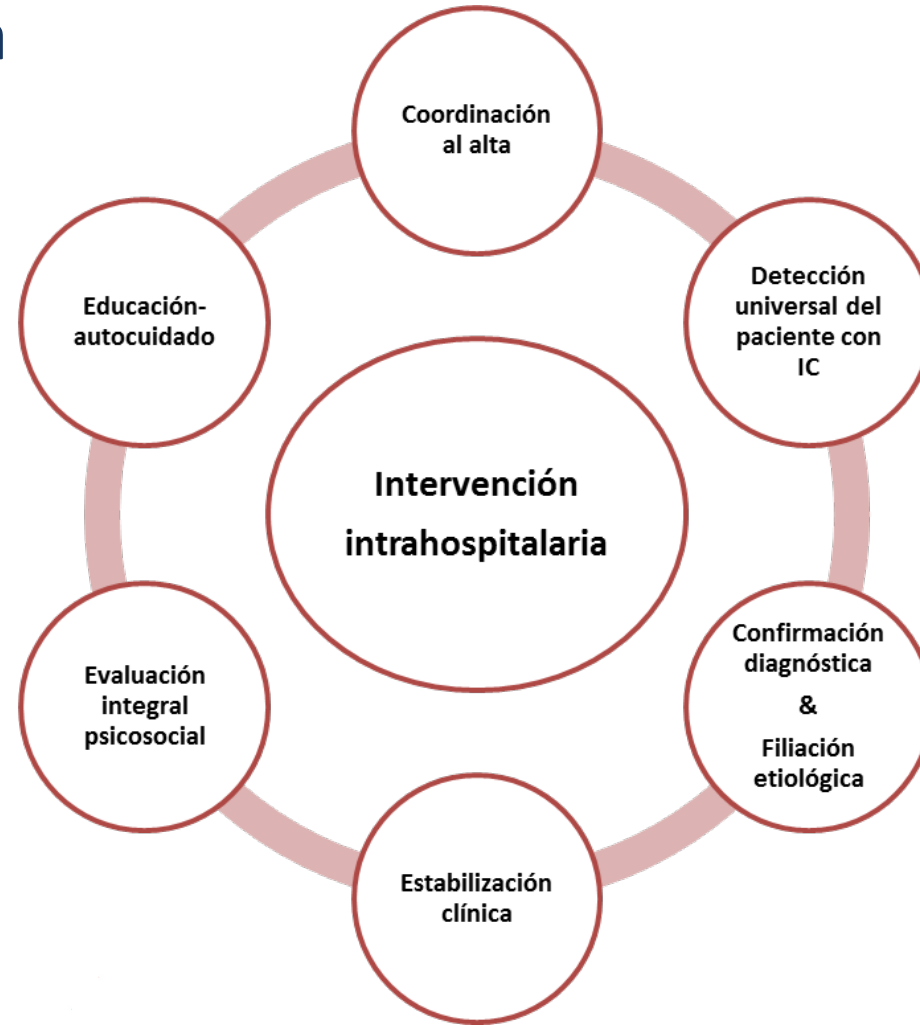 Coordinación
al alta
Detección
universal del
paciente con
IC
Confirmación
diagnóstica
&
Filiación
etiológica
Estabilización
clínica
Evaluación
integral
psicosocial
Educación-
autocuidado
Intervención
intrahospitalaria